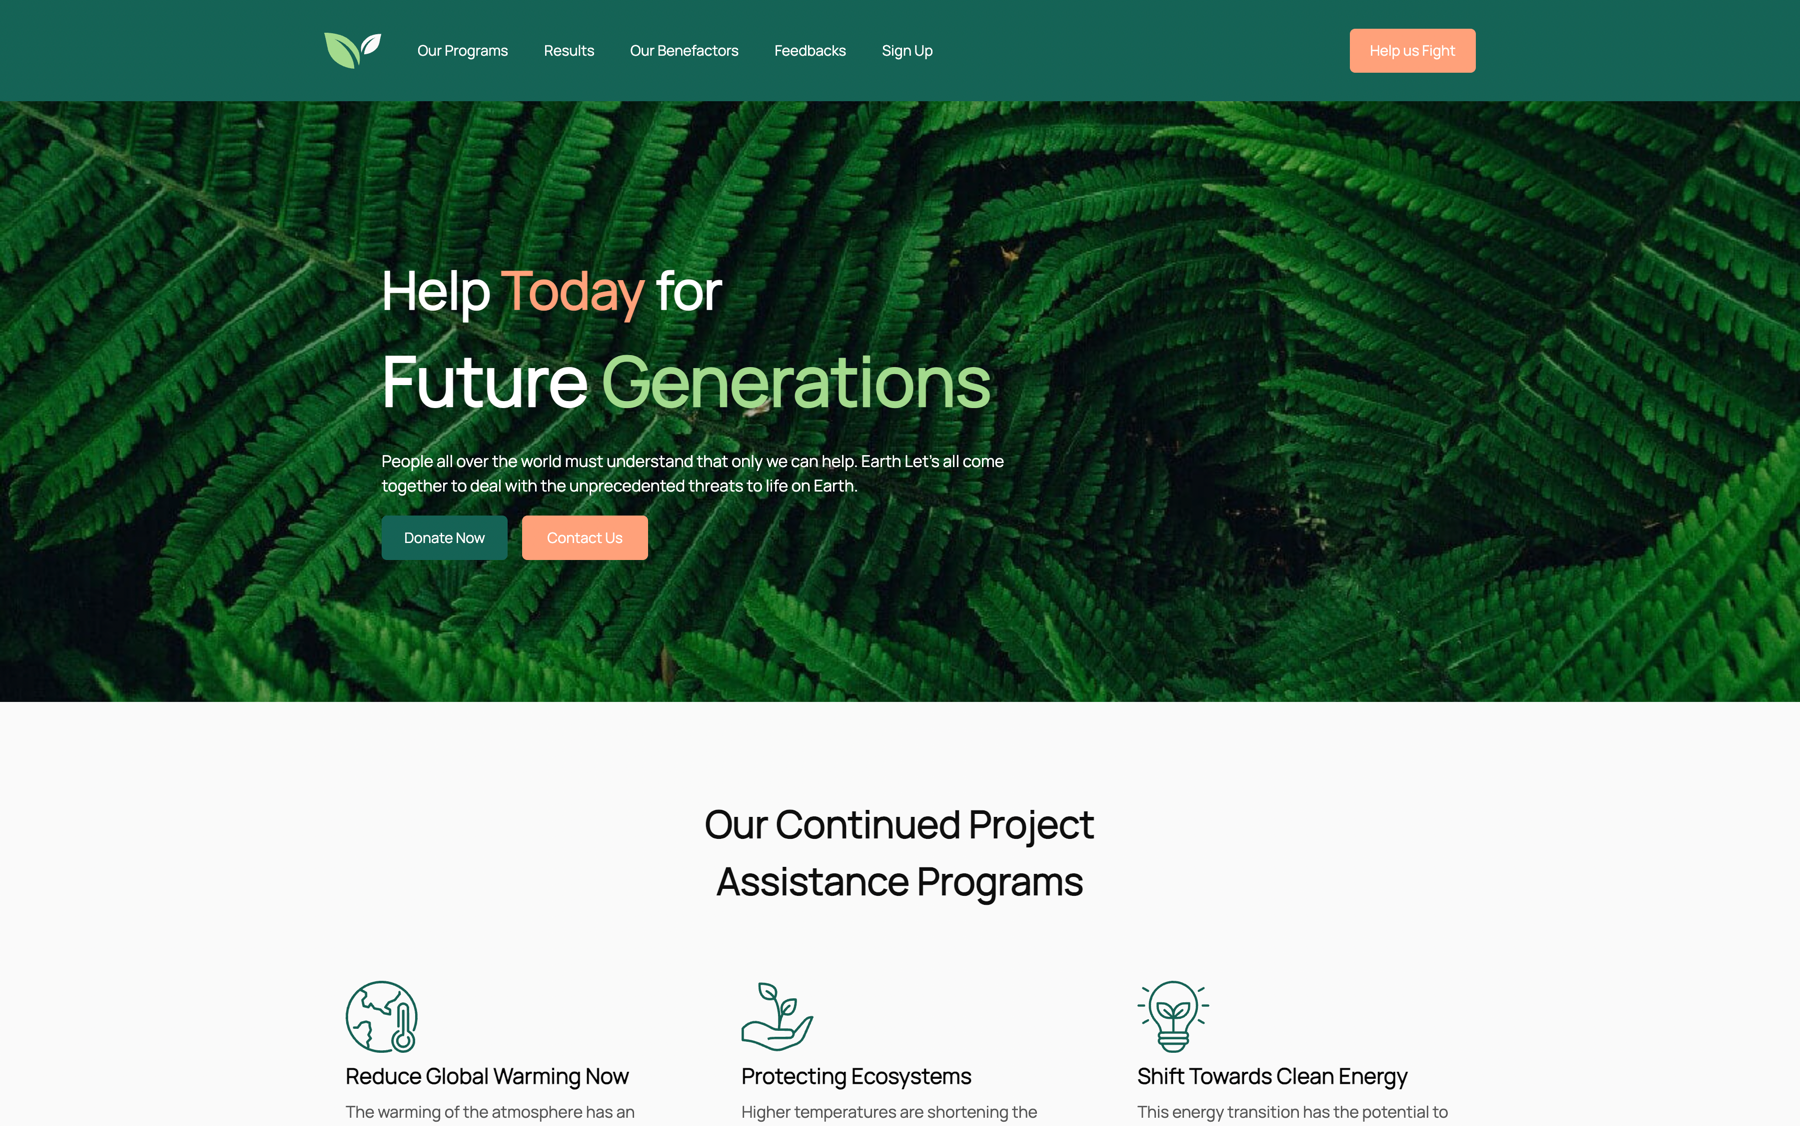 Our Programs
Results
Our Benefactors
Feedbacks
Sign Up
Help us Fight
Help Today for
Future Generations
People all over the world must understand that only we can help. Earth Let's all come
together to deal with the unprecedented threats to life on Earth.
Donate Now
Contact Us
Our Continued Project
Assistance Programs
Reduce Global Warming Now
The warming of the atmosphere has an
Protecting Ecosystems
Higher temperatures are shortening the
Shift Towards Clean Energy
This energy transition has the potential to